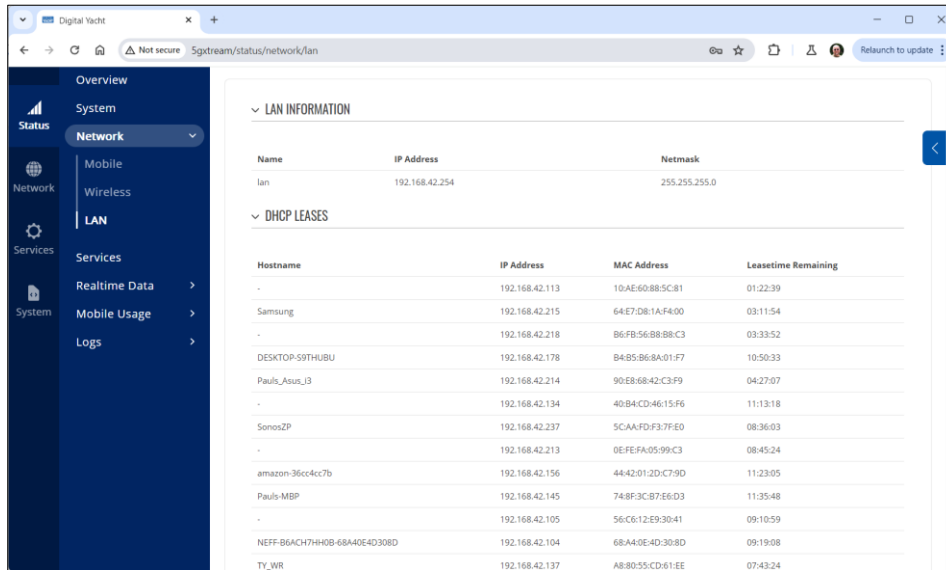 Digital Yacht
Not secure 5gxtream/status/network/lan
Relaunch to update
Status
Network
Services
System
Overview
System
Network
Mobile
Wireless
LAN
Services
Realtime Data
Mobile Usage
Logs
LAN INFORMATION
Name IP Address Netmask
lan 192.168.42.254 255.255.255.0
DHCP LEASES
Hostname IP Address MAC Address Leasetime Remaining
- 192.168.42.113 10:AE:60:88:5C:81 01:22:39
Samsung 192.168.42.215 64:E7:D8:1A:F4:00 03:11:54
- 192.168.42.218 B6:FB:56:B8:B8:C3 03:33:52
DESKTOP-S9THUBU 192.168.42.178 B4:B5:B6:8A:01:F7 10:50:33
Pauls_Asus_i3 192.168.42.214 90:E8:68:42:C3:F9 04:27:07
- 192.168.42.134 40:B4:CD:46:15:F6 11:13:18
SonosZP 192.168.42.237 5C:AA:FD:F3:7F:E0 08:36:03
- 192.168.42.213 0E:FE:FA:05:99:C3 08:45:24
amazon-36cc4cc7b 192.168.42.156 44:42:01:2D:C7:9D 11:23:05
Pauls-MBP 192.168.42.145 74:8F:3C:B7:E6:D3 11:35:48
- 192.168.42.105 56:C6:12:E9:30:41 09:10:59
NEFF-B6ACH7HH0B-68A40E4D308D 192.168.42.104 68:A4:0E:4D:30:8D 09:19:08
TY_WR 192.168.42.137 A8:80:55:CD:61:EE 07:43:24